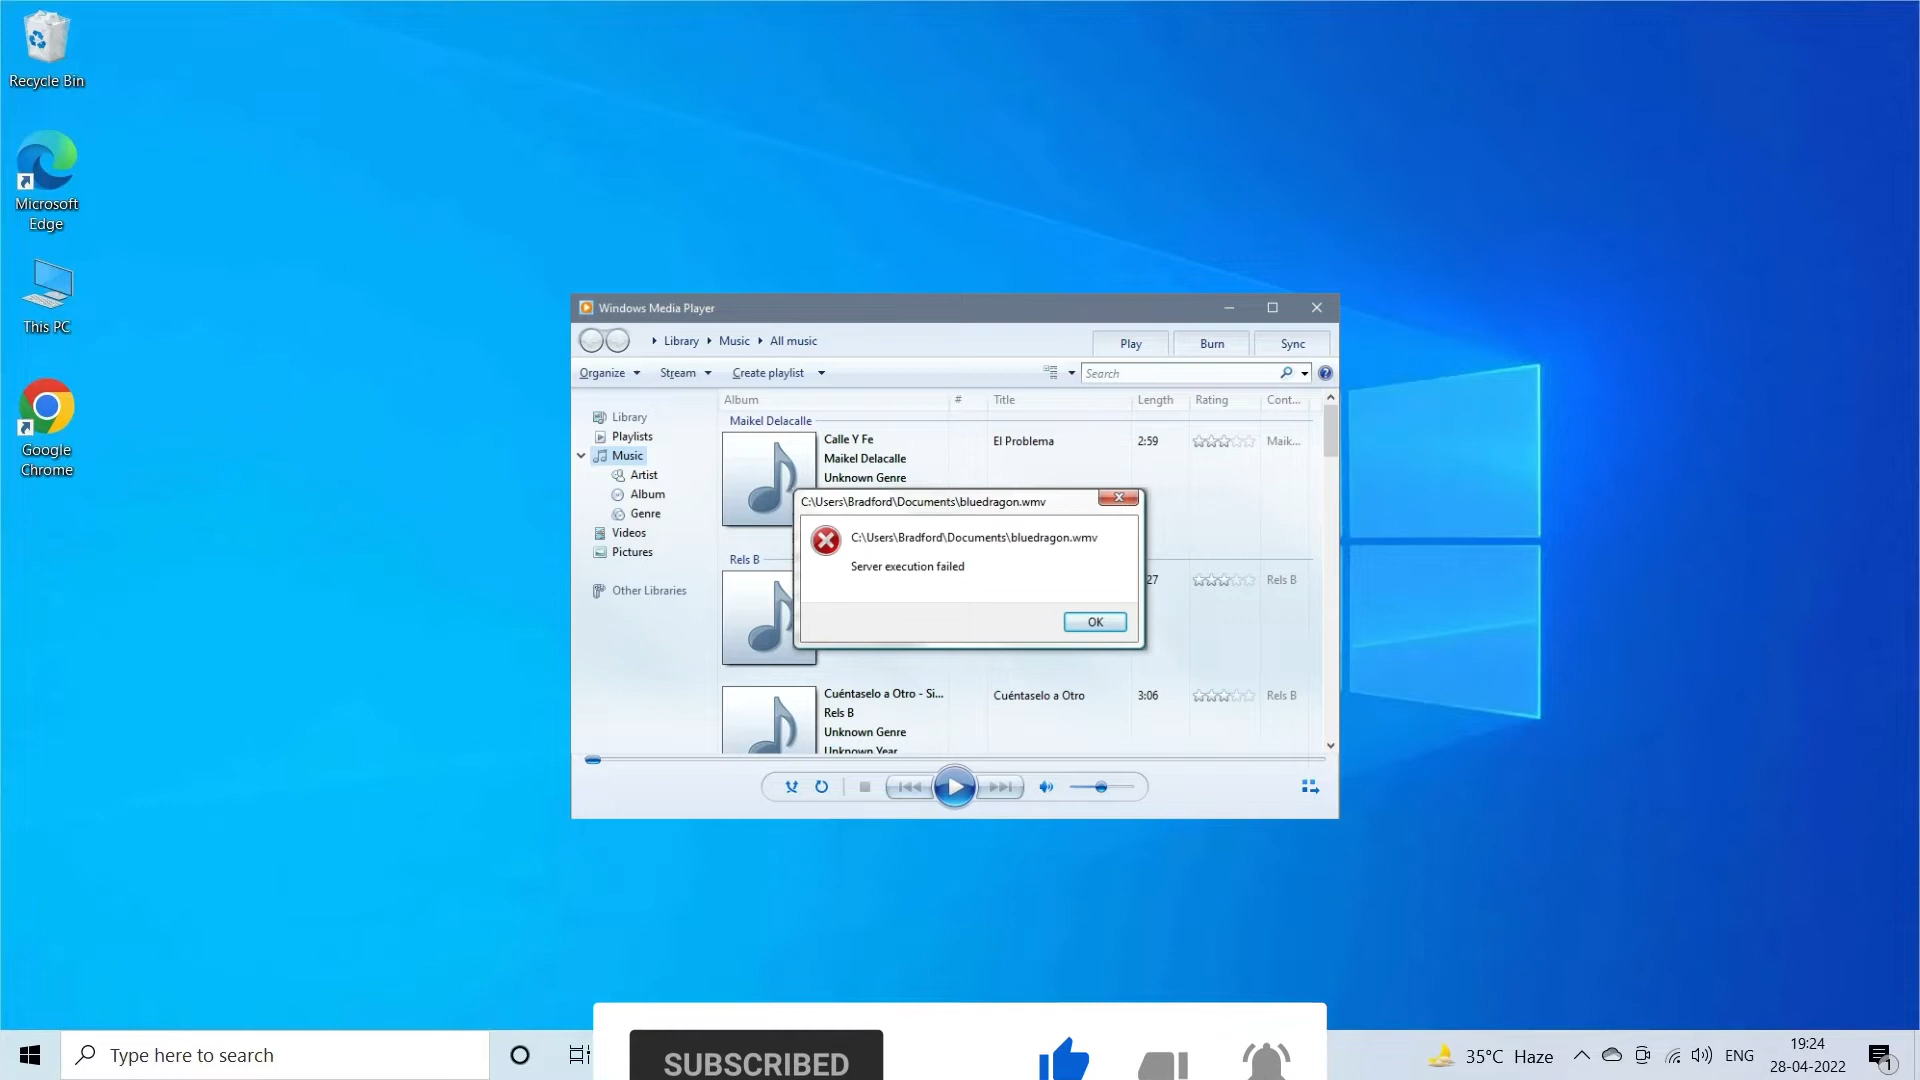 Recycle Bin
Microsoft
Edge
This PC
Google
Chrome
Windows Media Player
Library Music All music
Play Burn Sync
Organize Stream Create playlist Search
Library
Playlists
Music
Artist
Album
Genre
Videos
Pictures
Other Libraries
Album # Title Length Rating Cont...
Maikel Delacalle
Calle Y Fe El Problema 2:59 Maik...
Maikel Delacalle
Unknown Genre
C:\Users\Bradford\Documents\bluedragon.wmv
C:\Users\Bradford\Documents\bluedragon.wmv
Server execution failed
OK
Rels B
27 Rels B
Cuéntaselo a Otro - Si... Cuéntaselo a Otro 3:06 Rels B
Rels B
Unknown Genre
Unknown Year
SUBSCRIBED
Type here to search
35°C Haze
ENG
19:24
28-04-2022
1